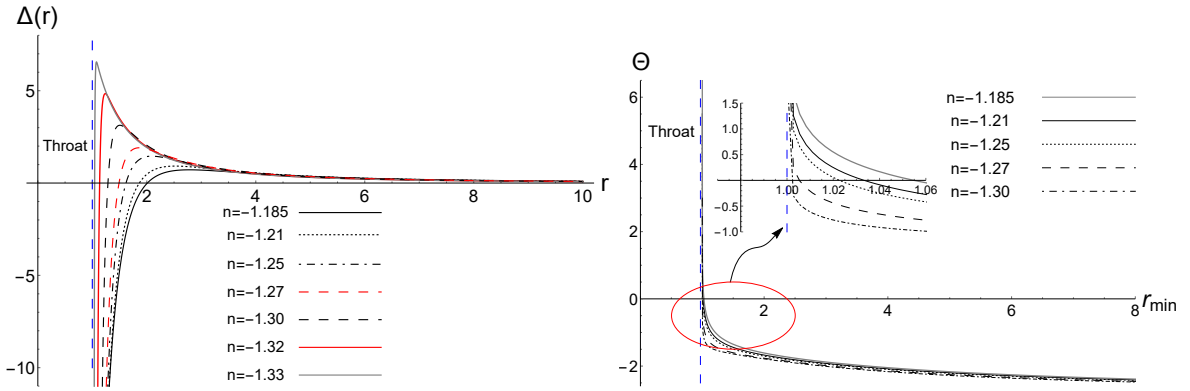 Δ(r)
5
Throat
2
4
6
8
10
r
−5
−10
n=−1.185
n=−1.21
n=−1.25
n=−1.27
n=−1.30
n=−1.32
n=−1.33
Θ
6
4
2
0
−2
Throat
1.5
1.0
0.5
0.0
−0.5
−1.0
1.00
1.02
1.04
1.06
n=−1.185
n=−1.21
n=−1.25
n=−1.27
n=−1.30
2
4
6
8
rmin